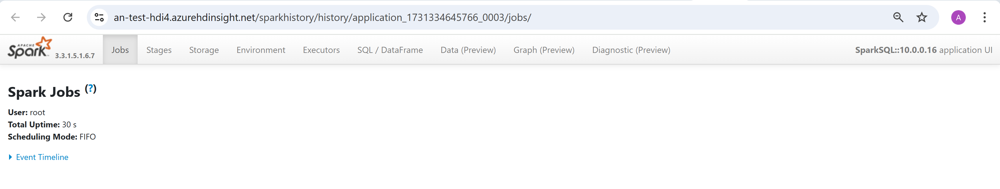 an-test-hdi4.azurehdinsight.net/sparkhistory/history/application_1731334645766_0003/jobs/
A
APACHE Spark 3.3.1.5.1.6.7 Jobs Stages Storage Environment Executors SQL / DataFrame Data (Preview) Graph (Preview) Diagnostic (Preview) SparkSQL::10.0.0.16 application UI
Spark Jobs (?)
User: root
Total Uptime: 30 s
Scheduling Mode: FIFO
Event Timeline